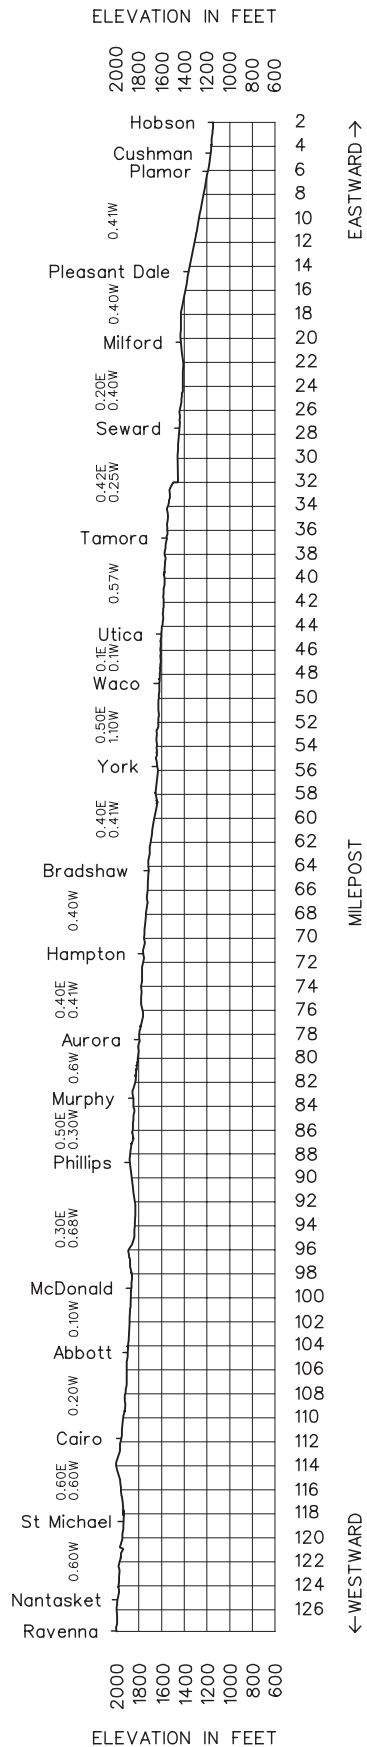 ELEVATION IN FEET
2000 1800 1600 1400 1200 1000 800 600
Hobson 2
EASTWARD→
Cushman 4
Plamor 6
8
0.41W
10
12
Pleasant Dale 14
0.40W
16
18
Milford 20
22
0.20E
0.40W
24
26
Seward 28
30
0.42E
0.25W
32
34
Tamora 36
38
0.57W
40
42
Utica 44
0.1E
0.1W
46
Waco 48
50
0.50E
1.10W
52
54
York 56
58
0.40E
0.41W
60
62
MILEPOST
Bradshaw 64
66
0.40W
68
70
Hampton 72
0.40E
0.41W
74
76
Aurora 78
0.6W
80
82
Murphy 84
0.50E
0.30W
86
Phillips 88
90
92
0.30E
0.68W
94
96
98
McDonald 100
0.10W
102
Abbott 104
106
0.20W
108
110
Cairo 112
0.60E
0.60W
114
116
118
St Michael 120
0.60W
122
←WESTWARD
124
Nantasket 126
Ravenna
2000 1800 1600 1400 1200 1000 800 600
ELEVATION IN FEET